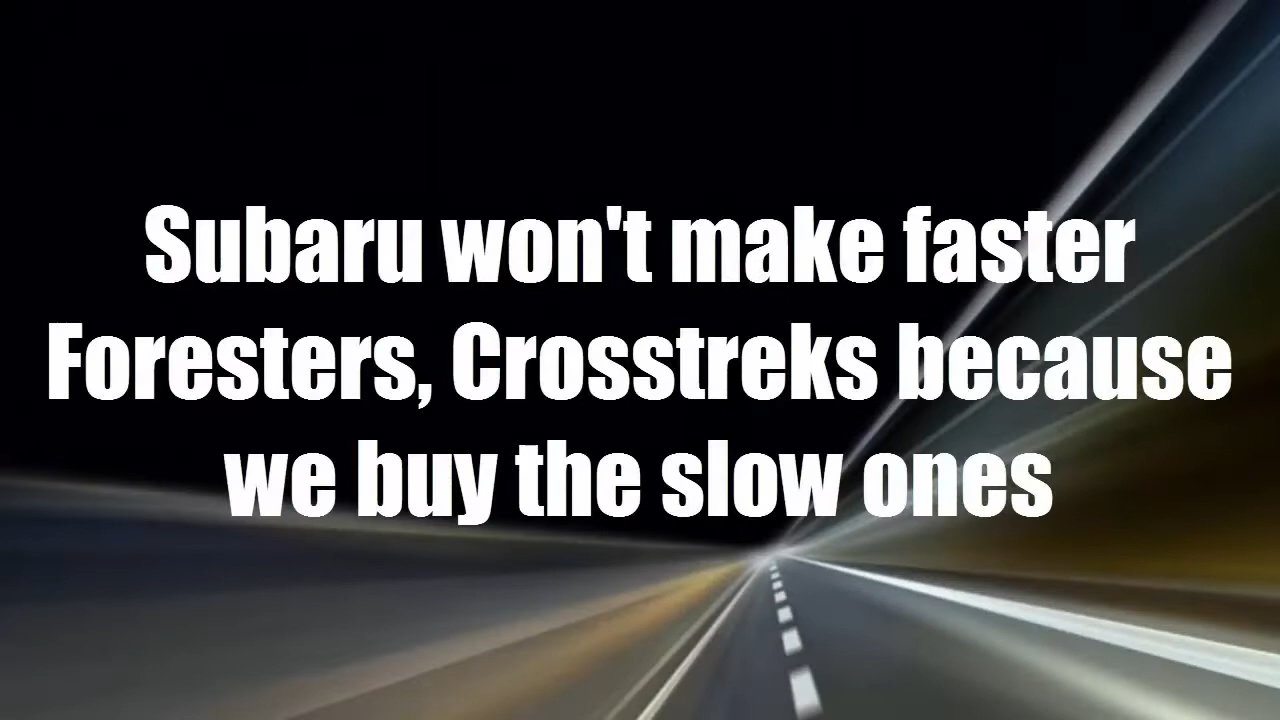 Subaru won't make faster
Foresters, Crosstreks because
we buy the slow ones